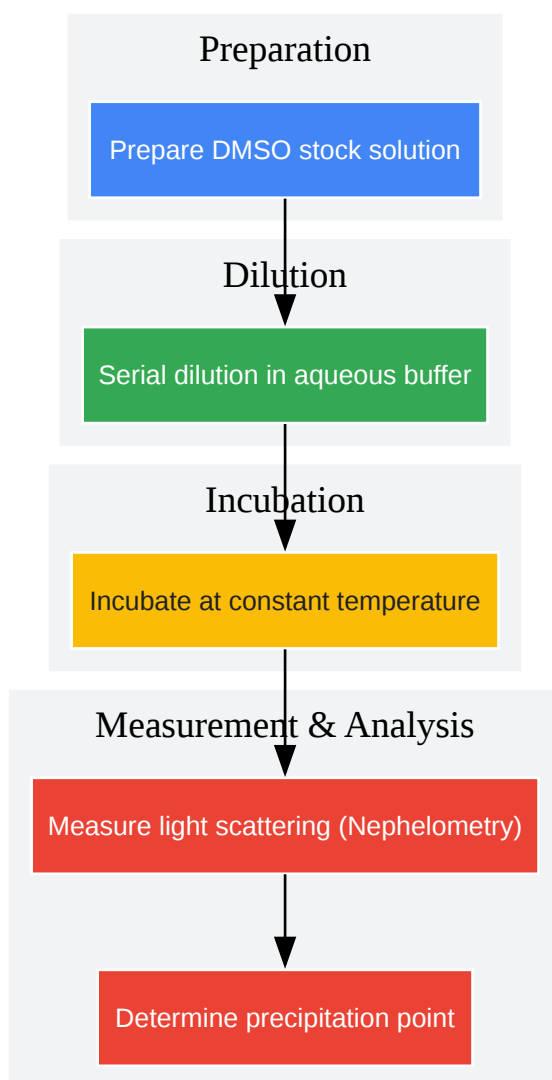 Preparation
Prepare DMSO stock solution
Dilution
Serial dilution in aqueous buffer
Incubation
Incubate at constant temperature
Measurement & Analysis
Measure light scattering (Nephelometry)
Determine precipitation point